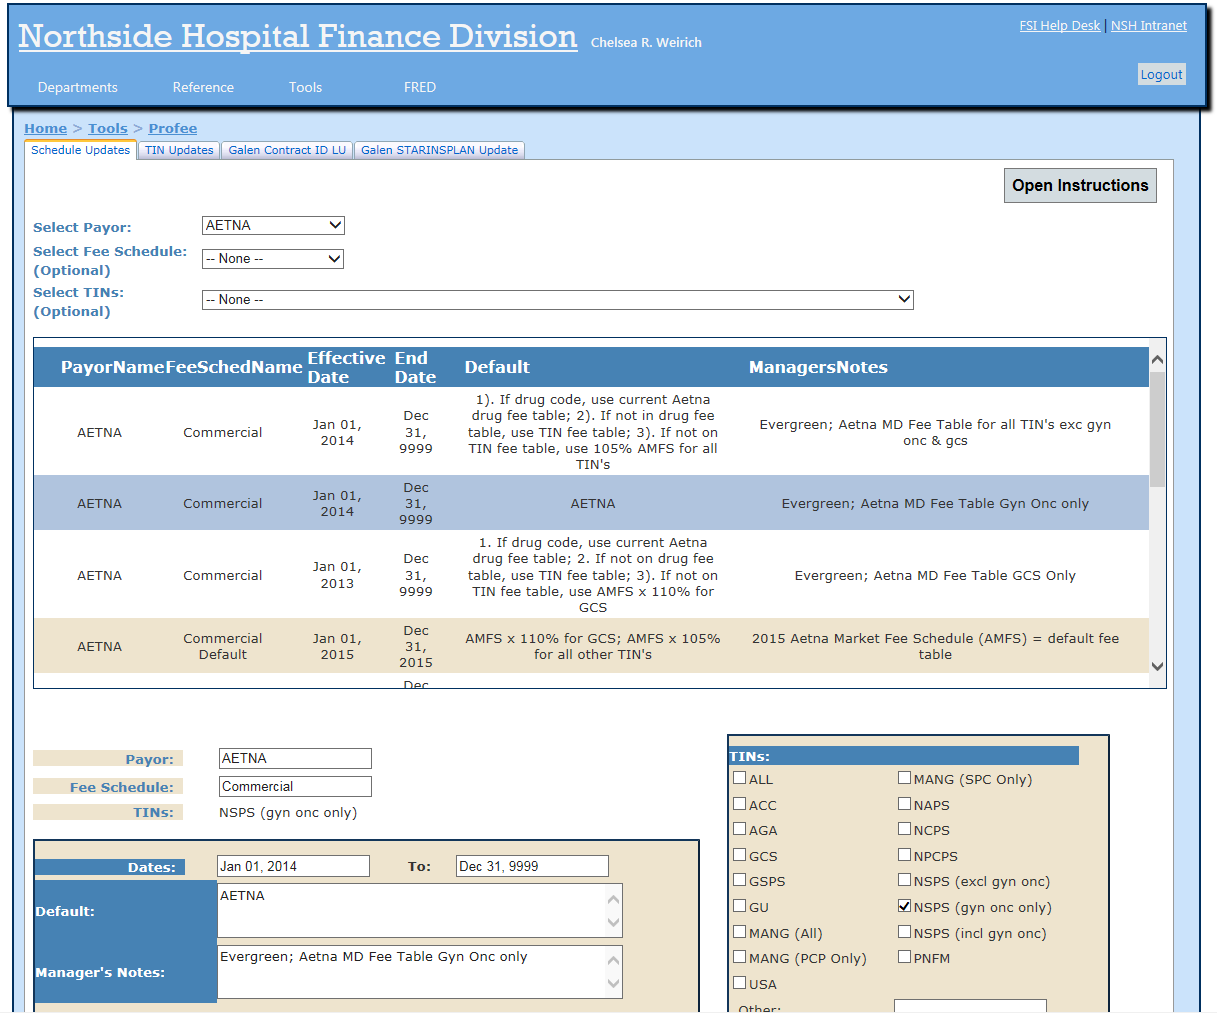 Northside Hospital Finance Division Chelsea R. Weirich
FSI Help Desk | NSH Intranet
Logout
Departments Reference Tools FRED
Home > Tools > Profee
Schedule Updates TIN Updates Galen Contract ID LU Galen STARINSPLAN Update
Open Instructions
Select Payor: AETNA
Select Fee Schedule:
(Optional)
-- None --
Select TINs:
(Optional)
-- None --
PayorName FeeSchedName Effective Date End Date Default ManagersNotes
AETNA
Commercial
Jan 01,
2014
Dec
31,
9999
1). If drug code, use current Aetna
drug fee table; 2). If not in drug fee
table, use TIN fee table; 3). If not on
TIN fee table, use 105% AMFS for all
TIN's
Evergreen; Aetna MD Fee Table for all TIN's exc gyn
onc & gcs
AETNA
Commercial
Jan 01,
2014
Dec
31,
9999
AETNA
Evergreen; Aetna MD Fee Table Gyn Onc only
AETNA
Commercial
Jan 01,
2013
Dec
31,
9999
1. If drug code, use current Aetna
drug fee table; 2. If not on drug fee
table, use TIN fee table; 3). If not on
TIN fee table, use AMFS x 110% for
GCS
Evergreen; Aetna MD Fee Table GCS Only
AETNA
Commercial
Default
Jan 01,
2015
Dec
31,
2015
AMFS x 110% for GCS; AMFS x 105%
for all other TIN's
2015 Aetna Market Fee Schedule (AMFS) = default fee
table
Dec
Payor: AETNA
Fee Schedule: Commercial
TINs: NSPS (gyn onc only)
Dates: Jan 01, 2014 To: Dec 31, 9999
Default: AETNA
Manager's Notes: Evergreen; Aetna MD Fee Table Gyn Onc only
TINs:
ALL MANG (SPC Only)
ACC NAPS
AGA NCPS
GCS NPCPS
GSPS NSPS (excl gyn onc)
GU NSPS (gyn onc only)
MANG (All) NSPS (incl gyn onc)
MANG (PCP Only) PNFM
USA
Other: